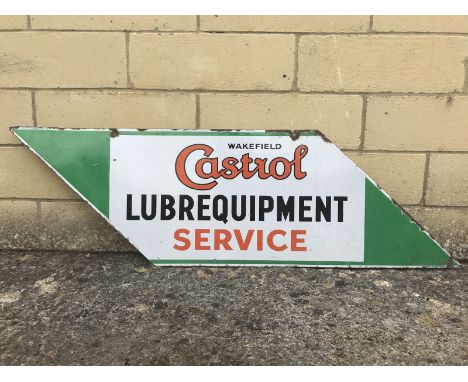 WAKEFIELD
Castrol
LUBREQUIPMENT
SERVICE